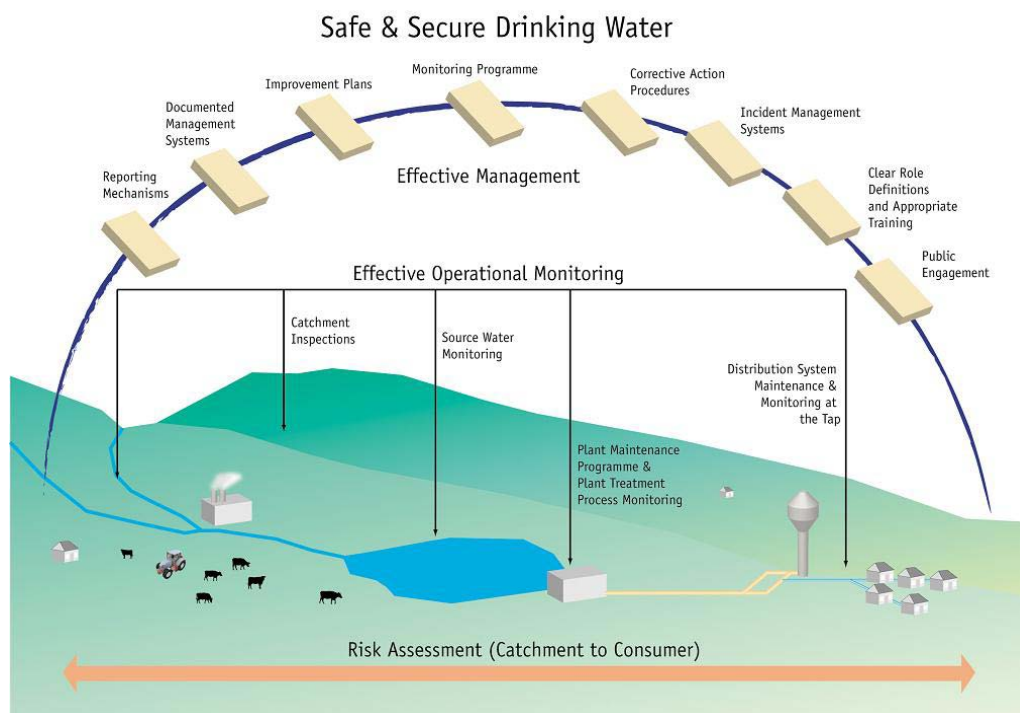 Safe & Secure Drinking Water
Monitoring Programme
Improvement Plans
Corrective Action
Procedures
Documented
Management
Systems
Incident Management
Systems
Reporting
Mechanisms
Effective Management
Clear Role
Definitions
and Appropriate
Training
Public
Engagement
Effective Operational Monitoring
Catchment
Inspections
Source Water
Monitoring
Distribution System
Maintenance &
Monitoring at
the Tap
Plant Maintenance
Programme &
Plant Treatment
Process Monitoring
Risk Assessment (Catchment to Consumer)